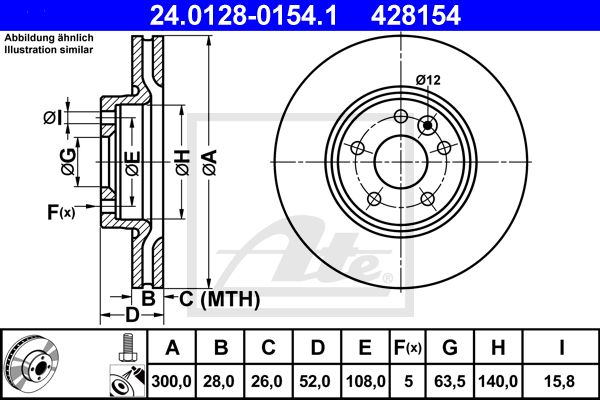 24.0128-0154.1 428154
Abbildung ähnlich
Illustration similar
Ø12
ØI
ØG
ØE
ØH
ØA
F(x)
B
C (MTH)
D
Ate
A B C D E F(x) G H I
300,0 28,0 26,0 52,0 108,0 5 63,5 140,0 15,8